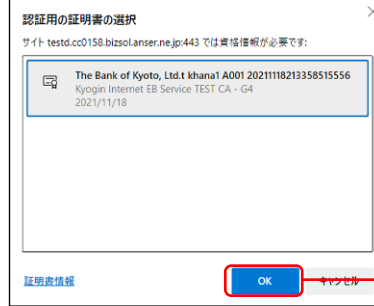 認証用の証明書の選択
サイト testd.cc0158.bizsol.anser.ne.jp:443 では資格情報が必要です:
The Bank of Kyoto, Ltd.t khana1 A001 20211118213358515556
Kyogin Internet EB Service TEST CA - G4
2021/11/18
証明書情報
OK
キャンセル